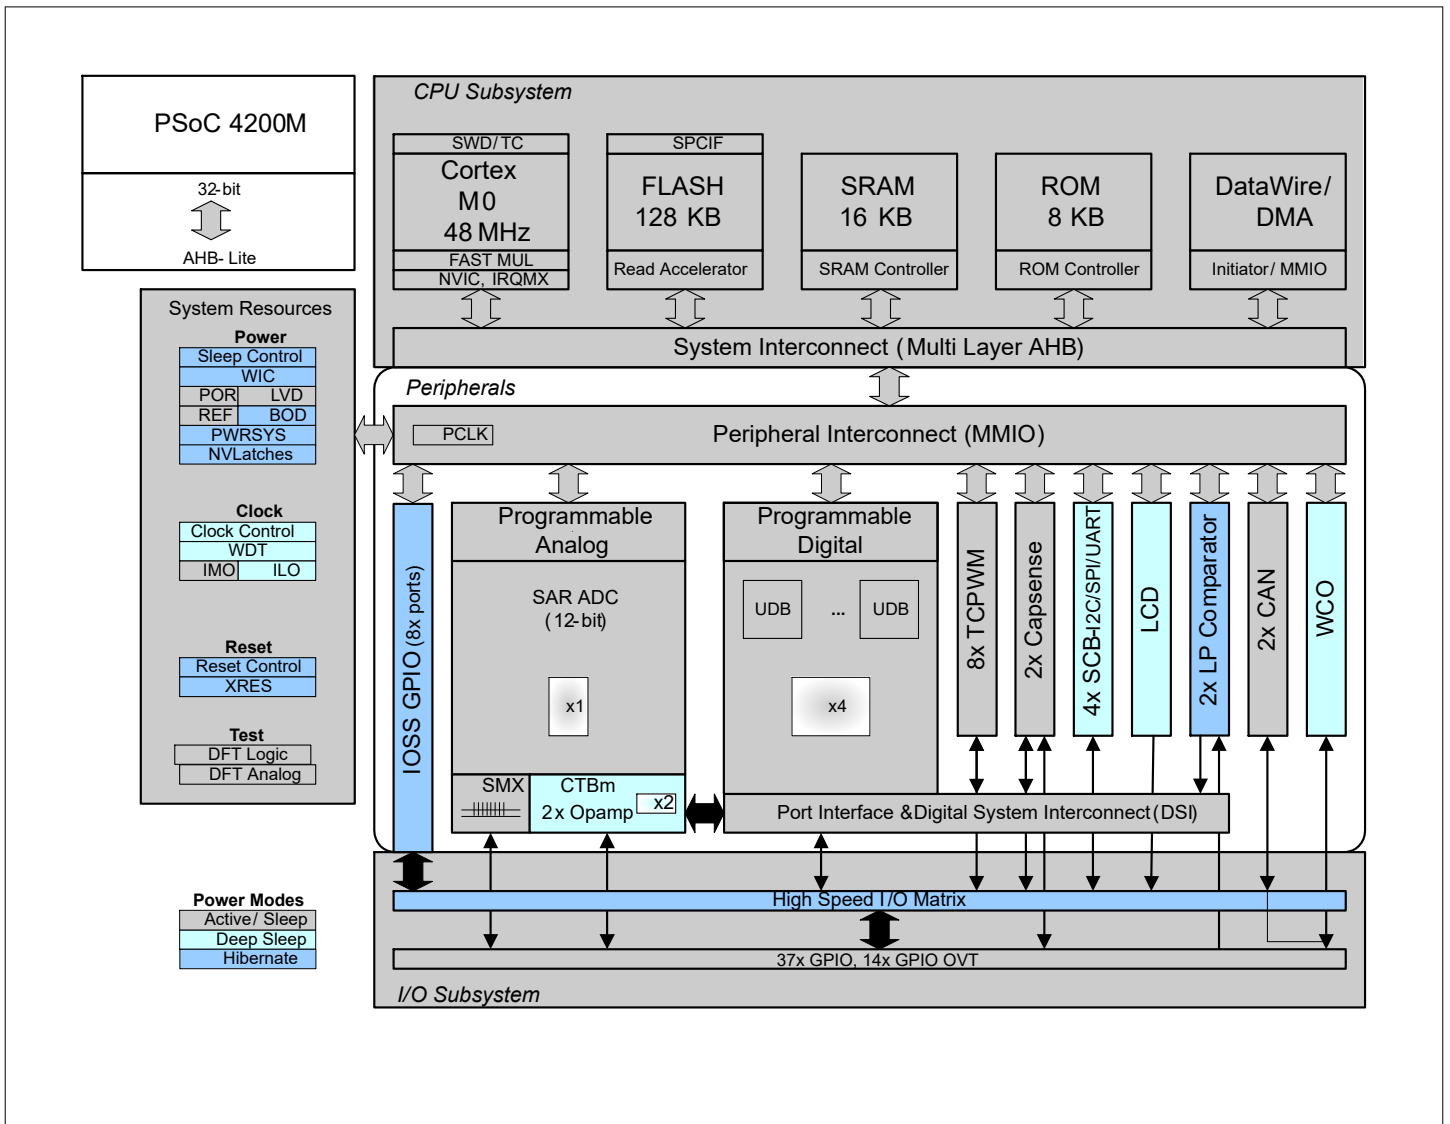 PSoC 4200M
32-bit
AHB- Lite
CPU Subsystem
SWD/ TC
Cortex
M0
48 MHz
FAST MUL
NVIC, IRQMX
SPCIF
FLASH
128 KB
Read Accelerator
SRAM
16 KB
SRAM Controller
ROM
8 KB
ROM Controller
DataWire/
DMA
Initiator/ MMIO
System Interconnect ( Multi Layer AHB)
System Resources
Power
Sleep Control
WIC
POR LVD
REF BOD
PWRSYS
NVLatches
Clock
Clock Control
WDT
IMO ILO
Reset
Reset Control
XRES
Test
DFT Logic
DFT Analog
Peripherals
PCLK
Peripheral Interconnect (MMIO)
IOSS GPIO (8x ports)
Programmable
Analog
SAR ADC
( 12-bit)
x1
SMX
CTBm
2x Opamp
x2
Programmable
Digital
UDB ... UDB
x4
8x TCPWM
2x Capsense
4x SCB-I2C/SPI/UART
LCD
2x LP Comparator
2x CAN
WCO
Port Interface &Digital System Interconnect (DSI)
High Speed I/O Matrix
37x GPIO, 14x GPIO OVT
I/O Subsystem
Power Modes
Active/ Sleep
Deep Sleep
Hibernate